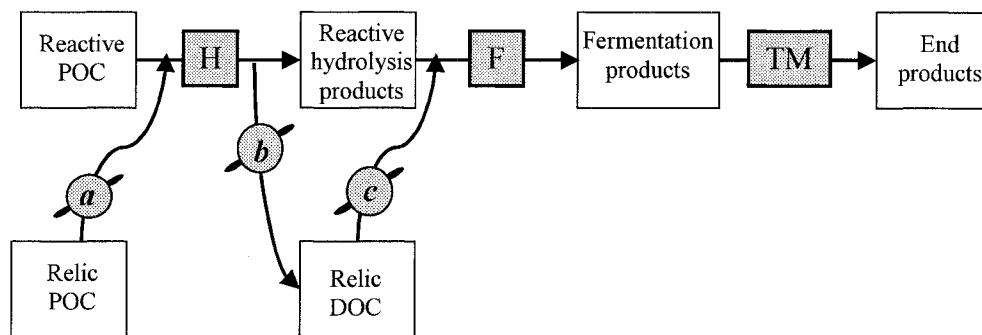 Reactive
POC
H
Reactive
hydrolysis
products
F
Fermentation
products
TM
End
products
a
b
c
Relic
POC
Relic
DOC